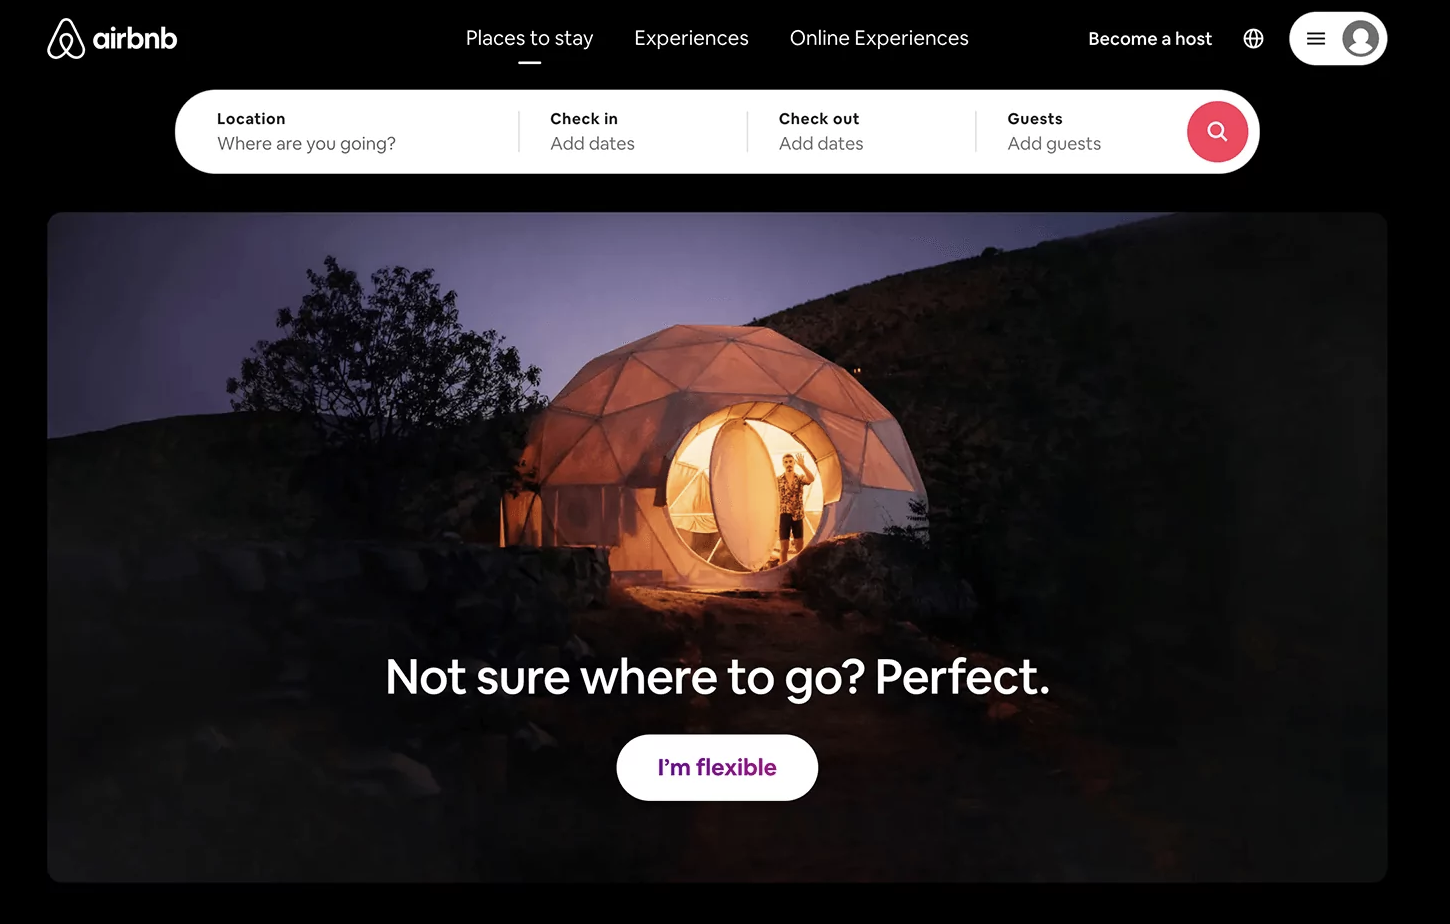 airbnb
Places to stay
Experiences
Online Experiences
Become a host
Location
Where are you going?
Check in
Add dates
Check out
Add dates
Guests
Add guests
Not sure where to go? Perfect.
I’m flexible